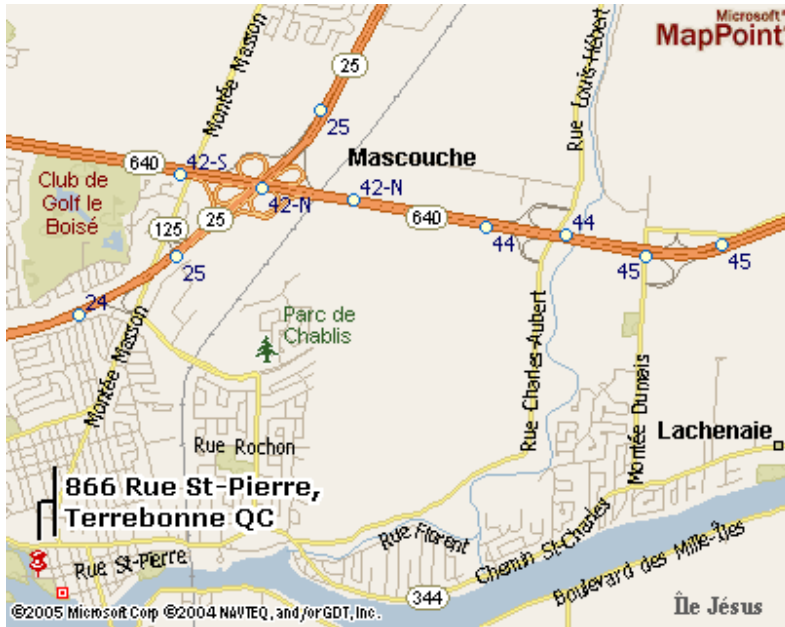 Microsoft®
MapPoint®
25
Montée Masson
Rue Louis-Hébert
25
640
42-S
Mascouche
Club de
Golf le
Boisé
42-N
42-N
25
640
125
44
44
25
45
45
24
Parc de
Chablis
Montée Masson
Rue Charles-Aubert
Montée Dumais
Rue Rochon
Lachenaie
866 Rue St-Pierre,
Terrebonne QC
Rue St-Pierre
Rue Florent
Chemin St-Charles
Boulevard des Mille-Îles
344
Île Jésus
©2005 Microsoft Corp ©2004 NAVTEQ, and/or GDT, Inc.